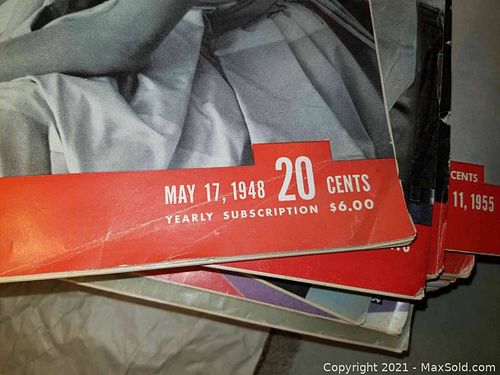 MAY 17, 1948 20 CENTS
YEARLY SUBSCRIPTION $6.00
CENTS
11, 1955
Copyright © 2021 - MaxSold.com